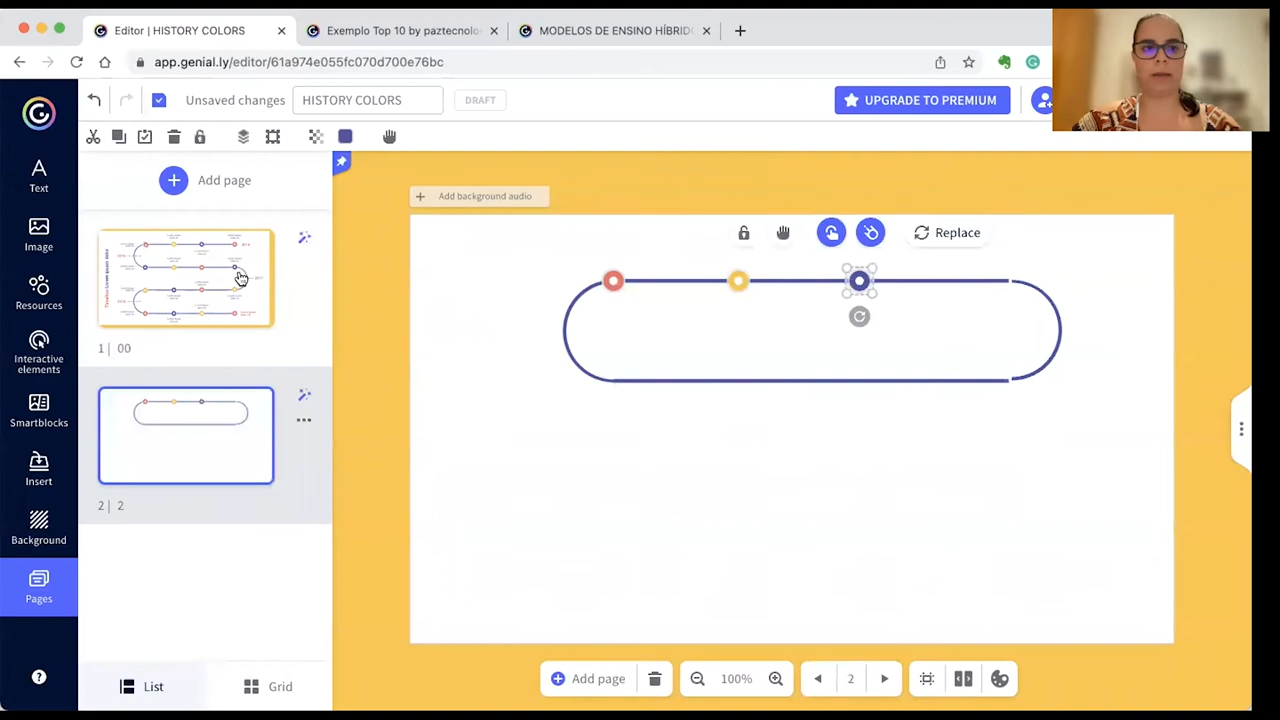 Editor | HISTORY COLORS
Exemplo Top 10 by paztecnolo
MODELOS DE ENSINO HÍBRID
app.genial.ly/editor/61a974e055fc070d700e76bc
Unsaved changes
HISTORY COLORS
DRAFT
UPGRADE TO PREMIUM
Text
Image
Resources
Interactive
elements
Smartblocks
Insert
Background
Pages
Add page
1 | 00
2 | 2
List
Grid
Add background audio
Replace
Add page
100%
2